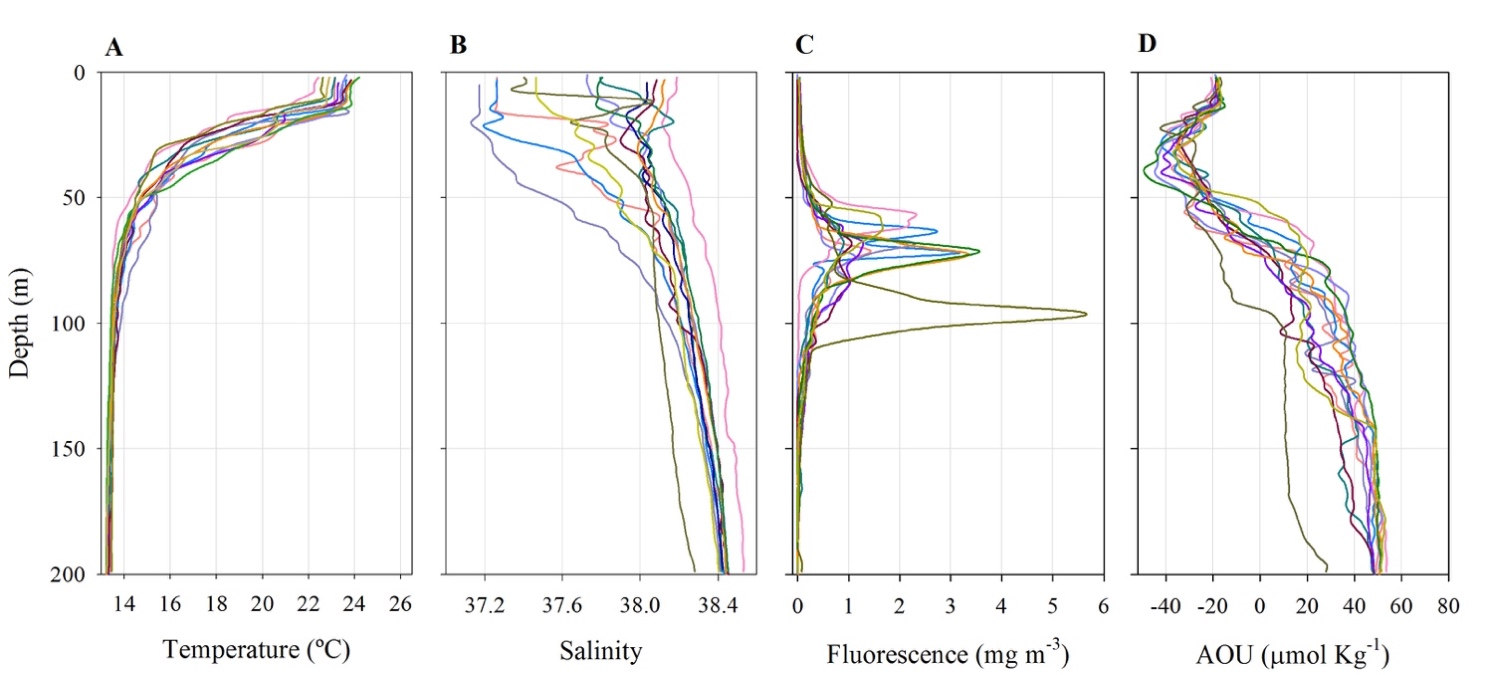 A
B
C
D
0
50
100
150
200
Depth (m)
14 16 18 20 22 24 26
37.2 37.6 38.0 38.4
0 1 2 3 4 5 6
-40 -20 0 20 40 60 80
Temperature (ºC)
Salinity
Fluorescence (mg m-3)
AOU (μmol Kg-1)